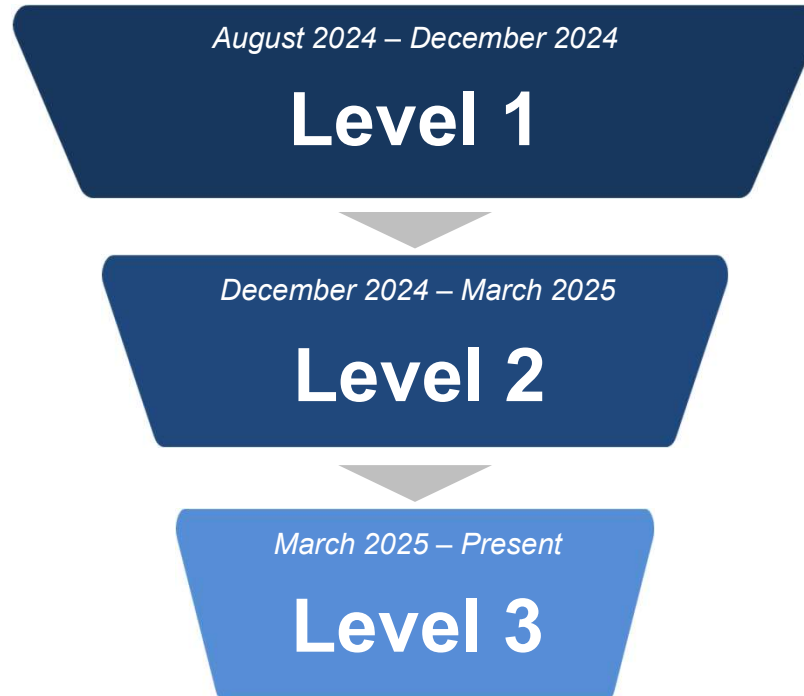 August 2024 – December 2024
Level 1
December 2024 – March 2025
Level 2
March 2025 – Present
Level 3